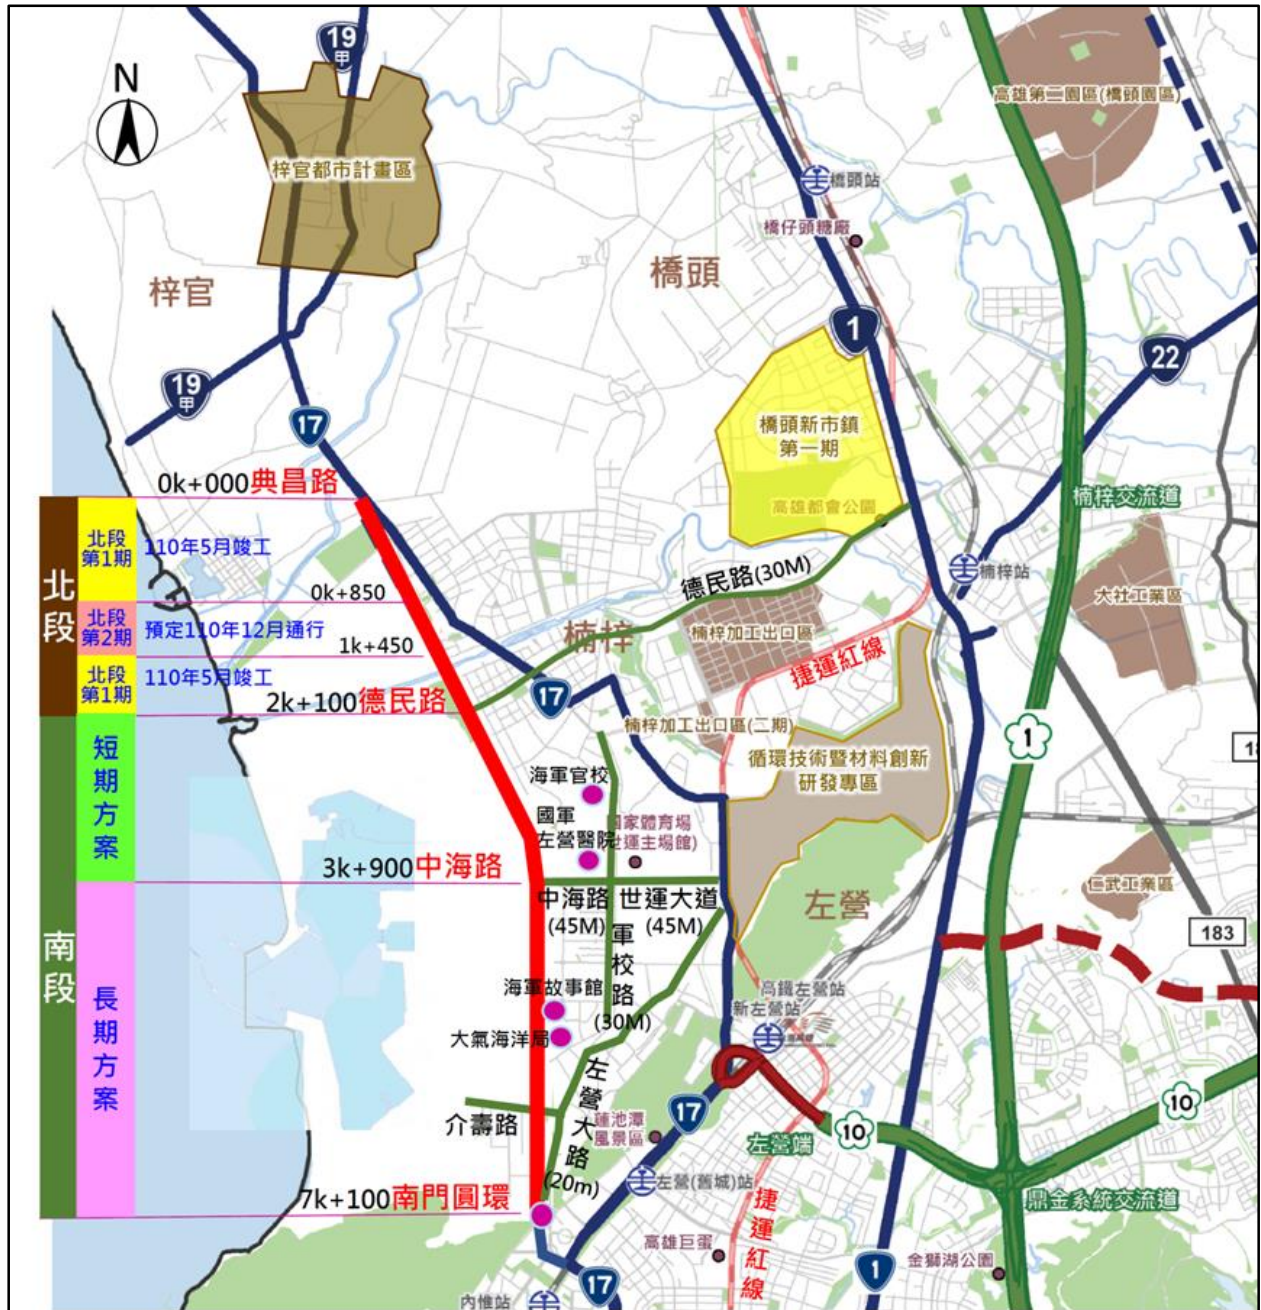 19
甲
N
高雄第二園區(橋頭園區)
梓官都市計畫區
橋頭站
橋仔頭糖廠
梓官
橋頭
1
22
19
甲
17
橋頭新市鎮
第一期
0k+000典昌路
楠梓交流道
高雄都會公園
北段
北段
第1期
110年5月竣工
德民路(30M)
楠梓站
0k+850
大社工業區
北段
第2期
預定110年12月通行
1k+450
楠梓
楠梓加工出口區
捷運紅線
北段
第1期
110年5月竣工
2k+100德民路
17
楠梓加工出口區(二期)
1
短期方案
海軍官校
循環技術暨材料創新
研發專區
國軍
左營醫院
國家體育場
(世運主場館)
3k+900中海路
仁武工業區
中海路
(45M)
世運大道
(45M)
左營
183
南段
長期方案
軍校路
(30M)
海軍故事館
高鐵左營站
新左營站
大氣海洋局
左營大路
(20m)
17
10
10
介壽路
蓮池潭
風景區
左營端
左營(舊城)站
7k+100南門圓環
捷運紅線
鼎金系統交流道
高雄巨蛋
金獅湖公園
1
17
內惟站